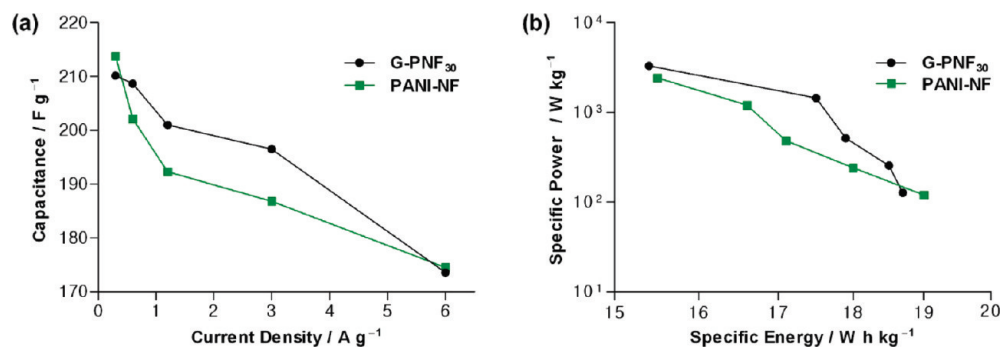 (a)
220
210
200
190
180
170
0 1 2 3 4 5 6
Capacitance / F g⁻¹
Current Density / A g⁻¹
G-PNF₃₀
PANI-NF
(b)
10⁴
10³
10²
10¹
15 16 17 18 19 20
Specific Power / W kg⁻¹
Specific Energy / W h kg⁻¹
G-PNF₃₀
PANI-NF